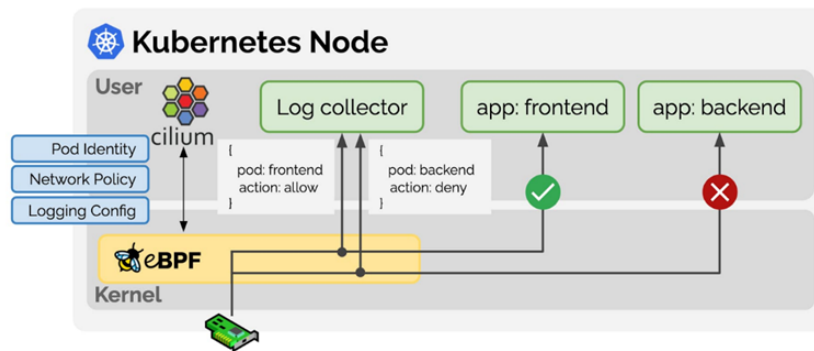 Kubernetes Node
User
cilium
Log collector
app: frontend
app: backend
Pod Identity
Network Policy
Logging Config
{
pod: frontend
action: allow
}
{
pod: backend
action: deny
}
eBPF
Kernel